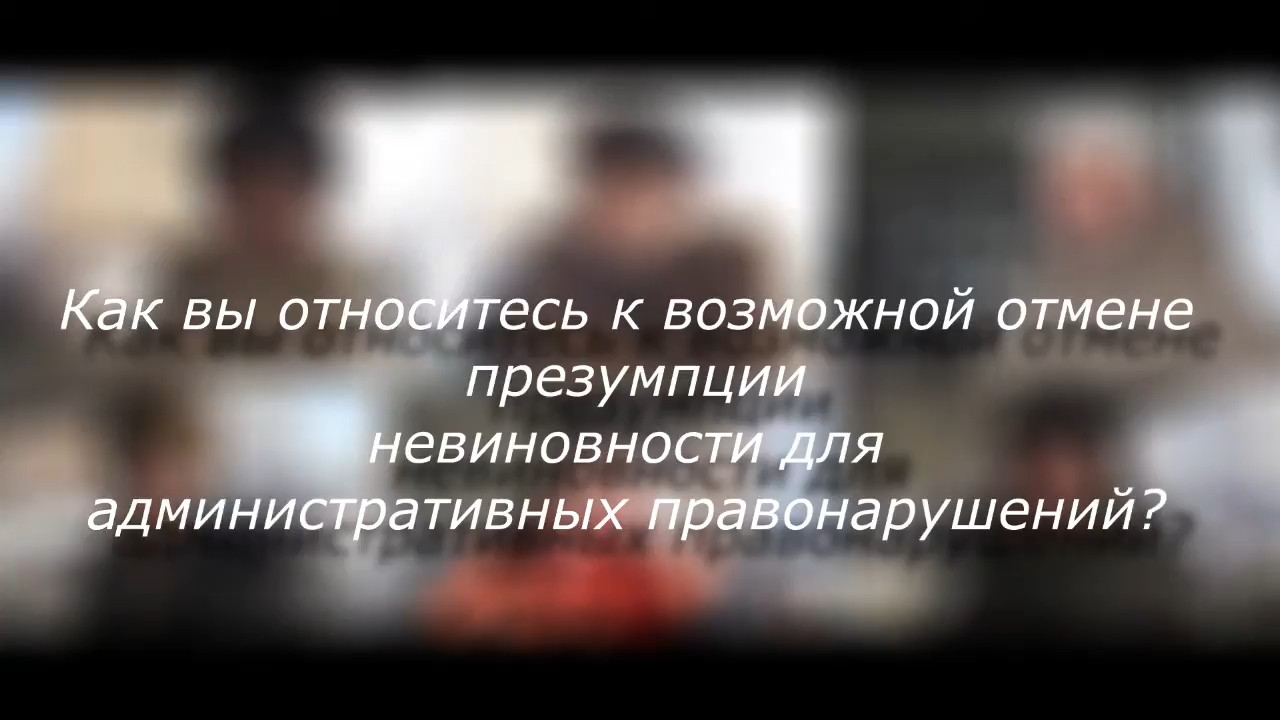 Как вы относитесь к возможной отмене
презумпции
невиновности для
административных правонарушений?